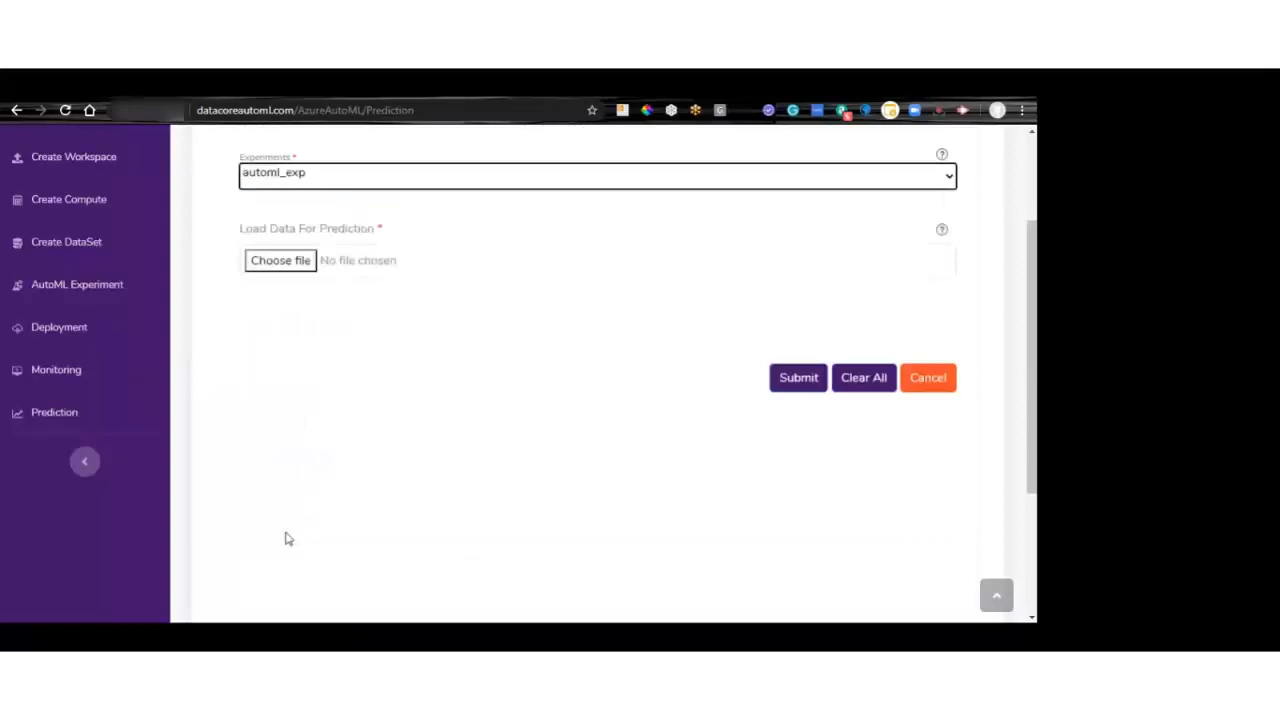 datacoreautoml.com/AzureAutoML/Prediction
Create Workspace
Create Compute
Create DataSet
AutoML Experiment
Deployment
Monitoring
Prediction
Experiments *
automl_exp
Load Data For Prediction *
Choose file No file chosen
Submit Clear All Cancel